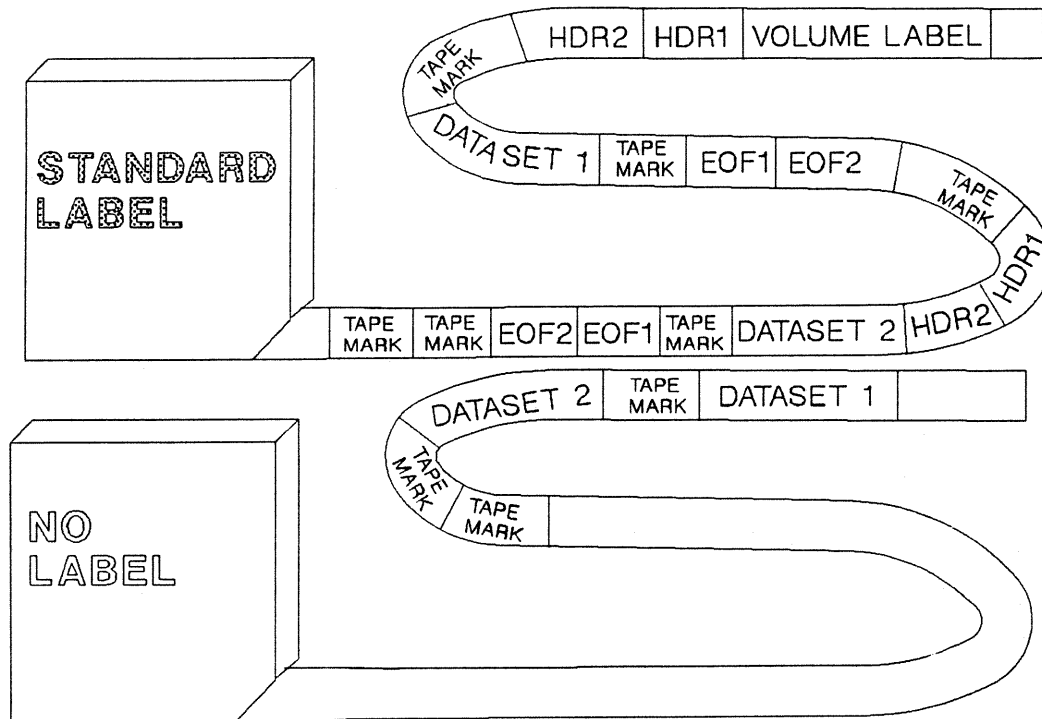 HDR2 HDR1 VOLUME LABEL
TAPE
MARK
DATASET 1 TAPE
MARK EOF1 EOF2 TAPE
MARK
STANDARD
LABEL
HDR1
HDR2
TAPE
MARK TAPE
MARK EOF2 EOF1 TAPE
MARK DATASET 2
DATASET 2 TAPE
MARK DATASET 1
TAPE
MARK
TAPE
MARK
NO
LABEL